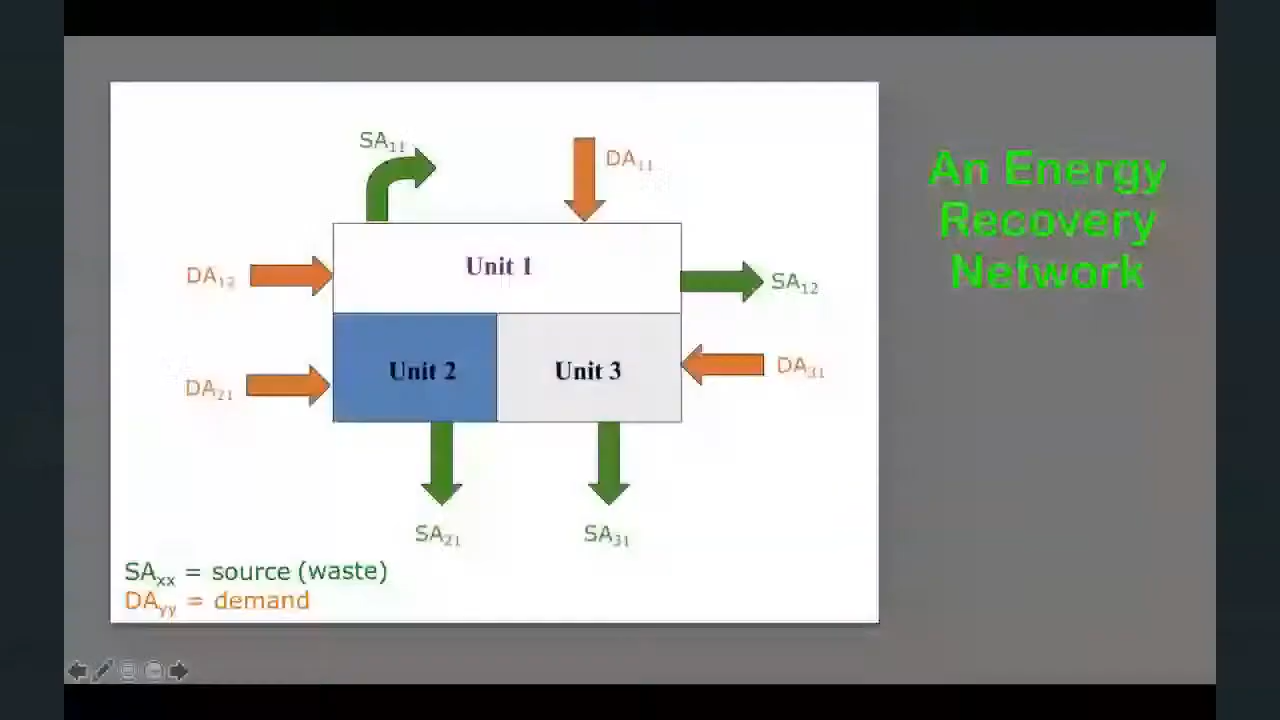 SA₁₁
DA₁₁
An Energy
Recovery
Network
Unit 1
DA₁₂
SA₁₂
Unit 2
Unit 3
DA₃₁
DA₂₁
SA₂₁
SA₃₁
SAₓₓ = source (waste)
DAyy = demand